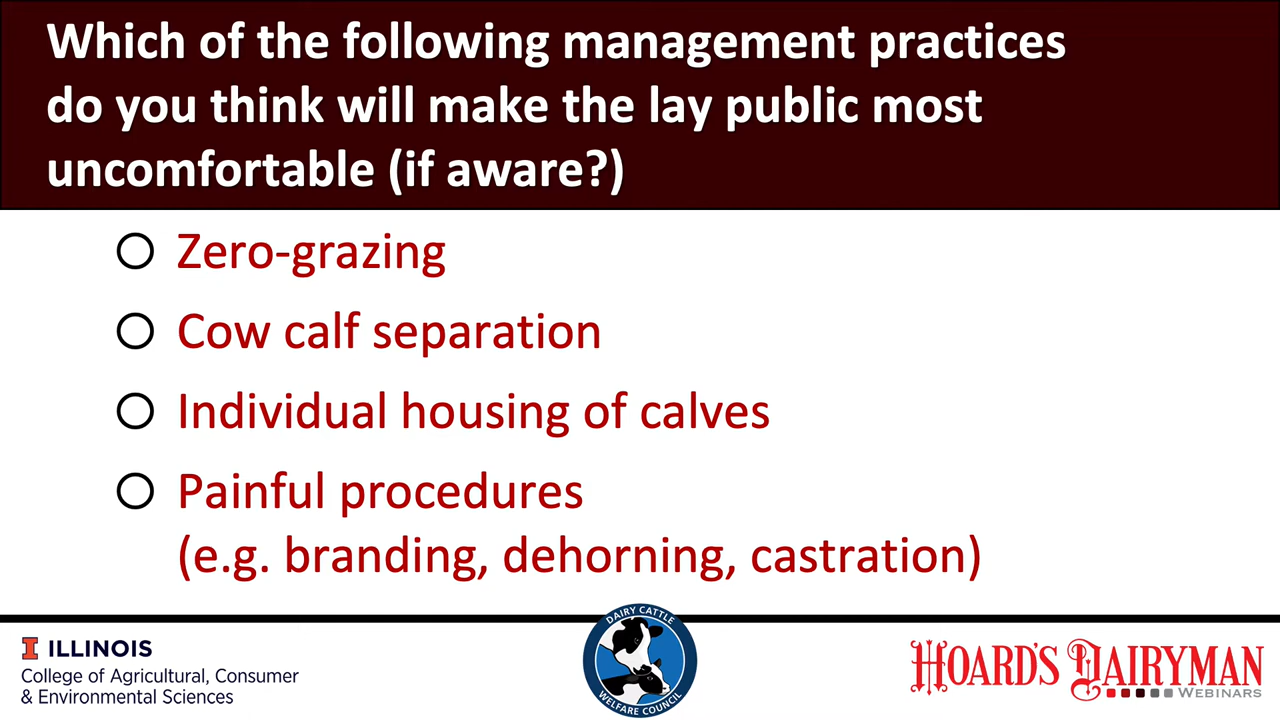 Which of the following management practices
do you think will make the lay public most
uncomfortable (if aware?)
Zero-grazing
Cow calf separation
Individual housing of calves
Painful procedures
(e.g. branding, dehorning, castration)
ILLINOIS
College of Agricultural, Consumer
& Environmental Sciences
DAIRY CATTLE
WELFARE COUNCIL
HOARD'S DAIRYMAN
WEBINARS